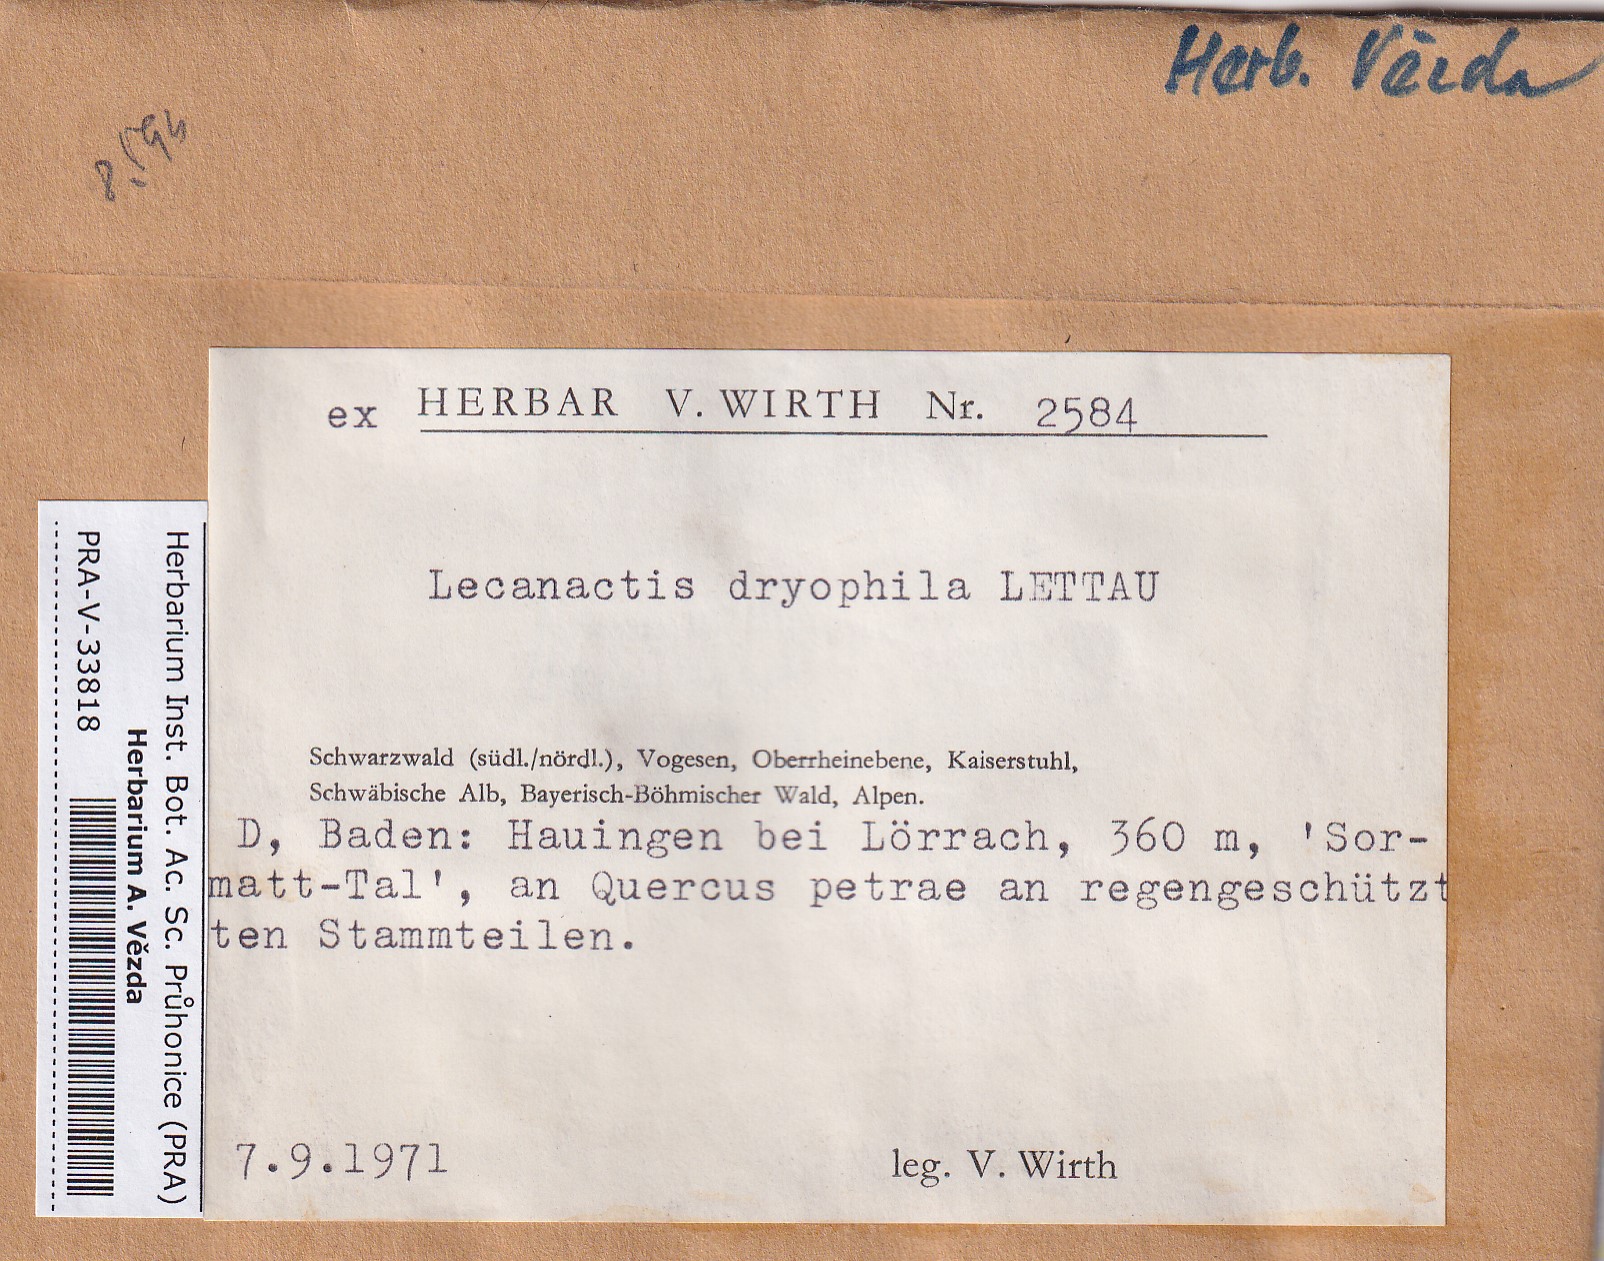 Herb. Vězda
ex HERBAR V. WIRTH Nr. 2584
Lecanactis dryophila LETTAU
Schwarzwald (südl./nördl.), Vogesen, Oberrheinebene, Kaiserstuhl,
Schwäbische Alb, Bayerisch-Böhmischer Wald, Alpen.
D, Baden: Hauingen bei Lörrach, 360 m, 'Sor-
matt-Tal', an Quercus petrae an regengeschützt
ten Stammteilen.
7.9.1971 leg. V. Wirth
Herbarium Inst. Bot. Ac. Sc. Průhonice (PRA)
Herbarium A. Vězda
PRA-V-33818